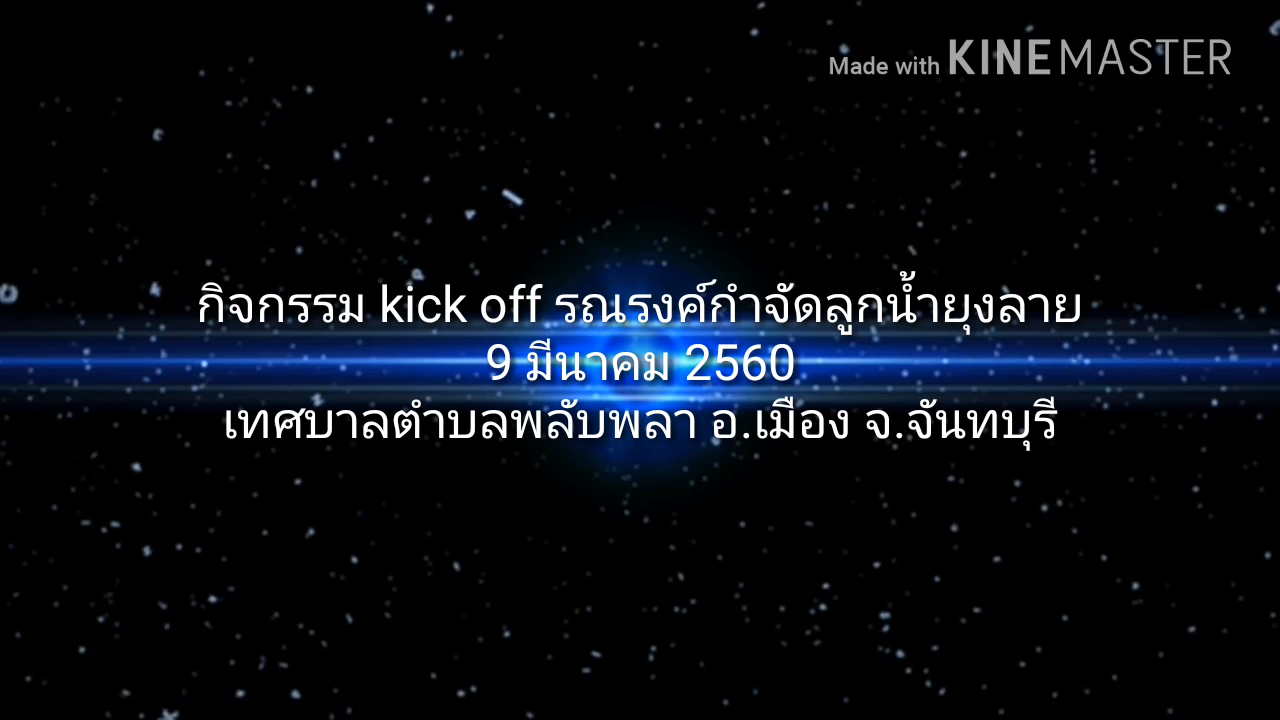 Made with KINEMASTER
กิจกรรม kick off รณรงค์กำจัดลูกน้ำยุงลาย
9 มีนาคม 2560
เทศบาลตำบลพลับพลา อ.เมือง จ.จันทบุรี